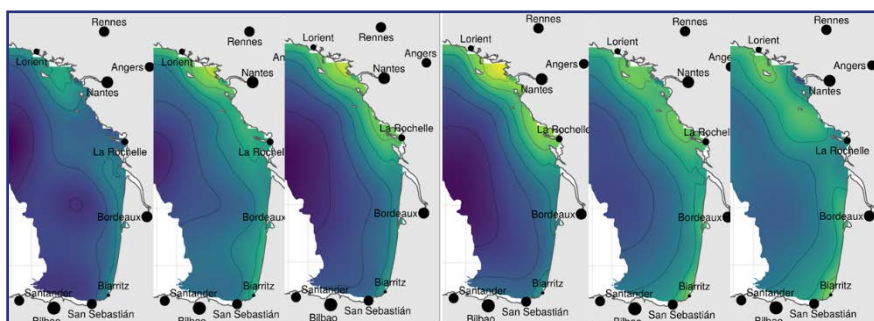 Rennes
Lorient
Angers
Nantes
La Rochelle
Bordeaux
Santander
Biarritz
San Sebastián
Rennes
Lorient
Nantes
La Rochelle
Bordeaux
Santander
Biarritz
San Sebastián
Bilbao
Rennes
Lorient
Angers
Nantes
La Rochelle
Bordeaux
Santander
Biarritz
San Sebastián
Bilbao
Rennes
Lorient
Angers
Nantes
La Rochelle
Bordeaux
Santander
Biarritz
San Sebastián
Rennes
Lorient
Nantes
La Rochelle
Bordeaux
Santander
Biarritz
San Sebastián
Rennes
Lorient
Angers
Nantes
La Rochelle
Bordeaux
Santander
Biarritz
San Sebastián